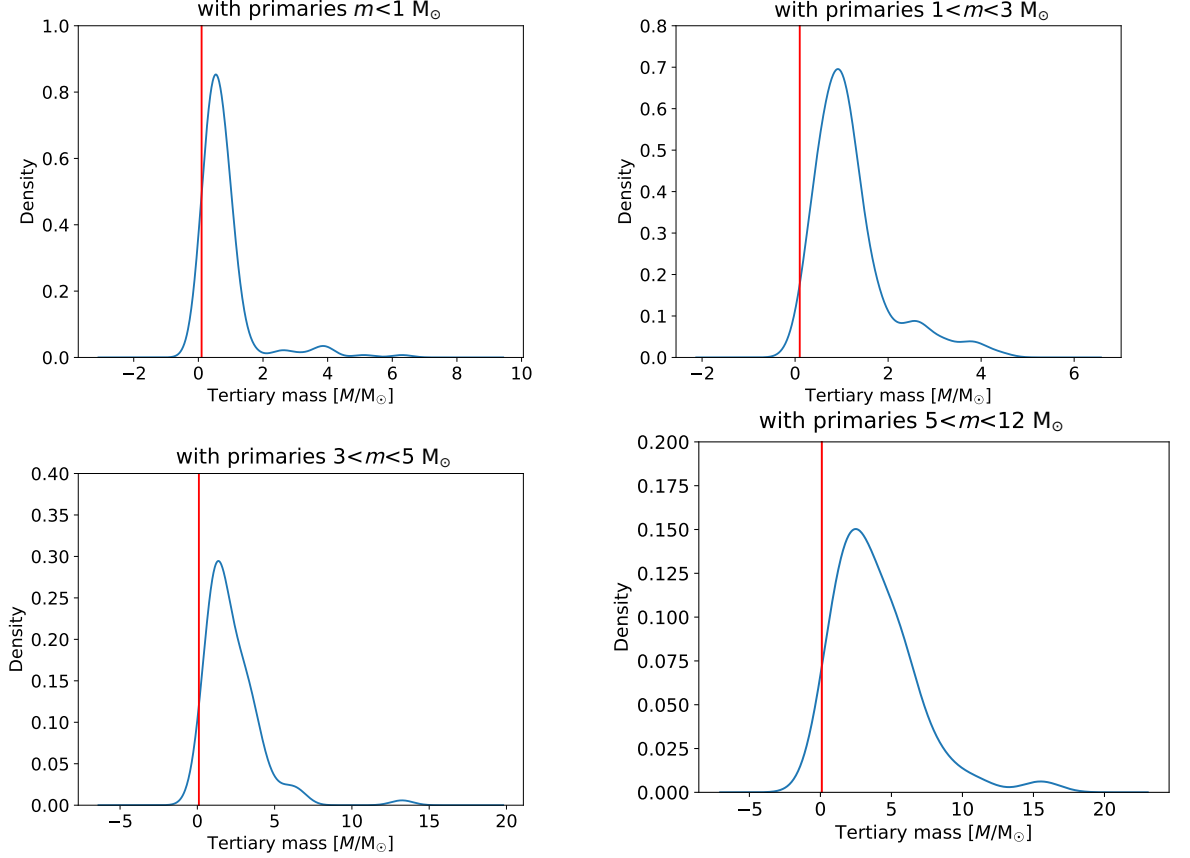 with primaries m<1 M☉
1.0
0.8
0.6
0.4
0.2
0.0
Density
−2 0 2 4 6 8 10
Tertiary mass [M/M☉]
with primaries 1<m<3 M☉
0.8
0.7
0.6
0.5
0.4
0.3
0.2
0.1
0.0
Density
−2 0 2 4 6
Tertiary mass [M/M☉]
with primaries 3<m<5 M☉
0.40
0.35
0.30
0.25
0.20
0.15
0.10
0.05
0.00
Density
−5 0 5 10 15 20
Tertiary mass [M/M☉]
with primaries 5<m<12 M☉
0.200
0.175
0.150
0.125
0.100
0.075
0.050
0.025
0.000
Density
−5 0 5 10 15 20
Tertiary mass [M/M☉]